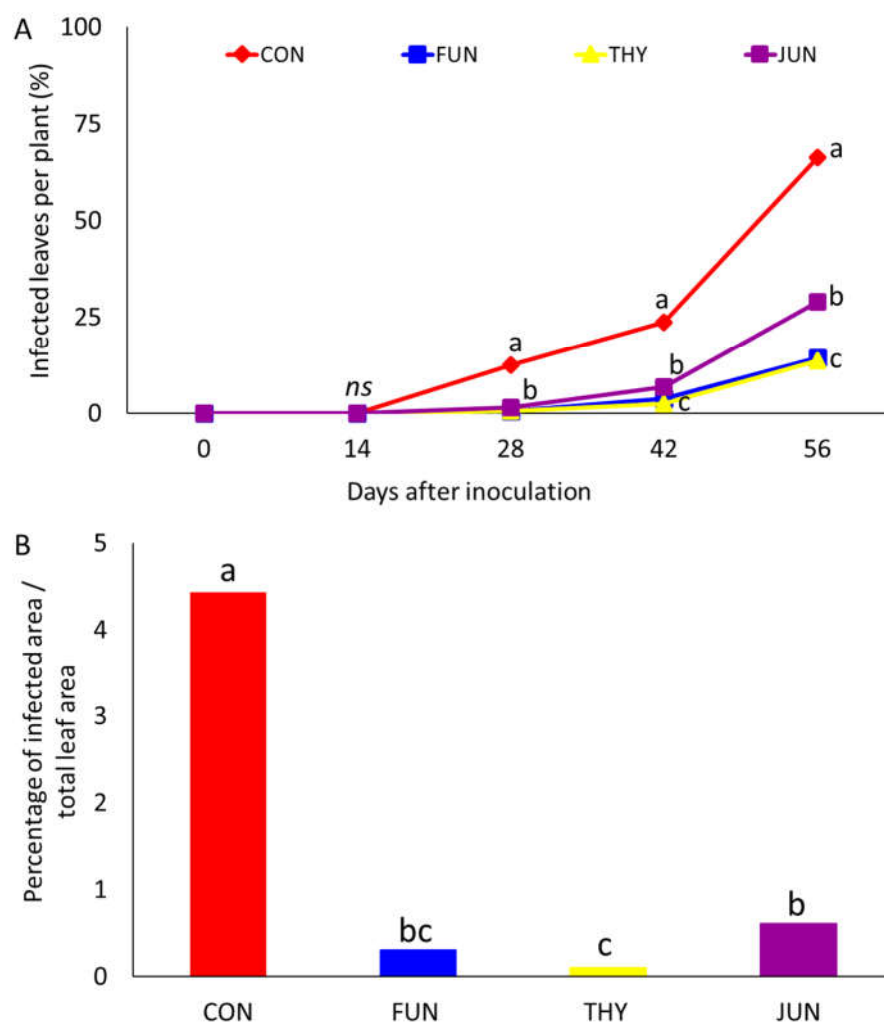 A
Infected leaves per plant (%)
100
75
50
25
0
CON FUN THY JUN
ns
a
b
a
b
c
a
b
c
0 14 28 42 56
Days after inoculation
B
Percentage of infected area /
total leaf area
5
4
3
2
1
0
a
bc
c
b
CON FUN THY JUN